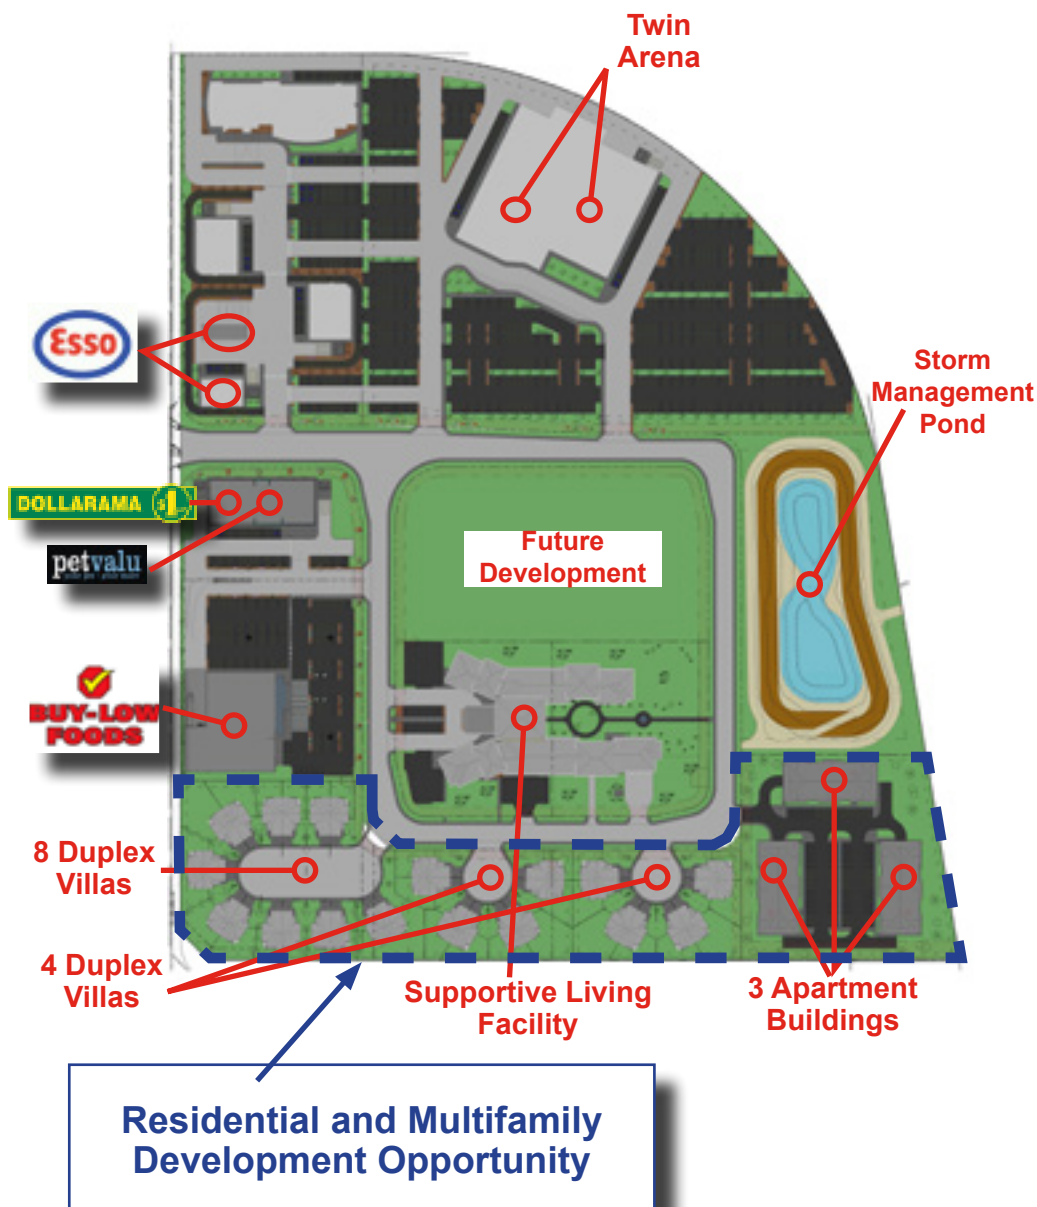 Twin
Arena
Esso
Storm
Management
Pond
DOLLARAMA $1
petvalu
Future
Development
BUY-LOW
FOODS
8 Duplex
Villas
4 Duplex
Villas
Supportive Living
Facility
3 Apartment
Buildings
Residential and Multifamily
Development Opportunity